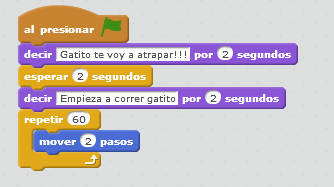 al presionar
decir Gatito te voy a atrapar!!! por 2 segundos
esperar 2 segundos
decir Empieza a correr gatito por 2 segundos
repetir 60
mover 2 pasos